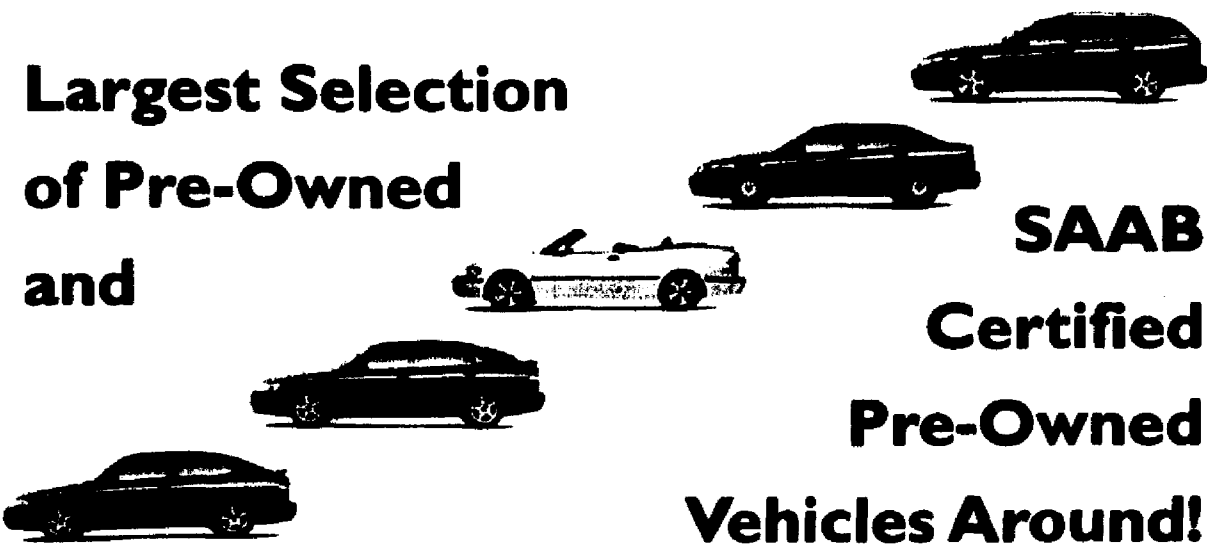 Largest Selection
of Pre-Owned
and
SAAB
Certified
Pre-Owned
Vehicles Around!